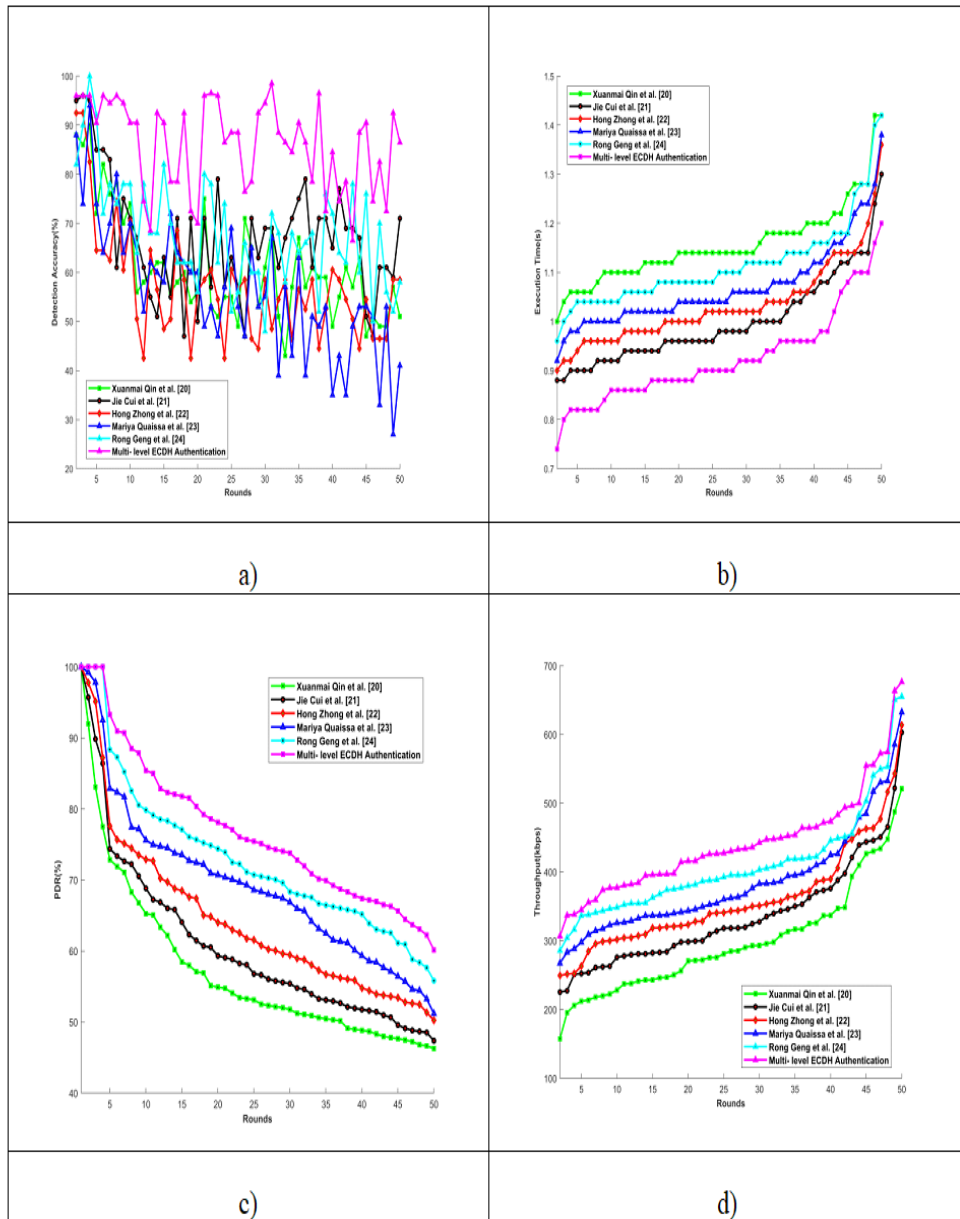 100
90
80
70
60
50
40
30
20
Detection Accuracy(%)
Xuanmai Qin et al. [20]
Jie Cui et al. [21]
Hong Zhong et al. [22]
Mariya Quaissa et al. [23]
Rong Geng et al. [24]
Multi- level ECDH Authentication
5 10 15 20 25 30 35 40 45 50
Rounds
1.5
1.4
1.3
1.2
1.1
1
0.9
0.8
0.7
Execution Time(s)
Xuanmai Qin et al. [20]
Jie Cui et al. [21]
Hong Zhong et al. [22]
Mariya Quaissa et al. [23]
Rong Geng et al. [24]
Multi- level ECDH Authentication
5 10 15 20 25 30 35 40 45 50
Rounds
a)
b)
100
90
80
70
60
50
40
PDR(%)
Xuanmai Qin et al. [20]
Jie Cui et al. [21]
Hong Zhong et al. [22]
Mariya Quaissa et al. [23]
Rong Geng et al. [24]
Multi- level ECDH Authentication
5 10 15 20 25 30 35 40 45 50
Rounds
700
600
500
400
300
200
100
Throughput(kbps)
Xuanmai Qin et al. [20]
Jie Cui et al. [21]
Hong Zhong et al. [22]
Mariya Quaissa et al. [23]
Rong Geng et al. [24]
Multi- level ECDH Authentication
5 10 15 20 25 30 35 40 45 50
Rounds
c)
d)